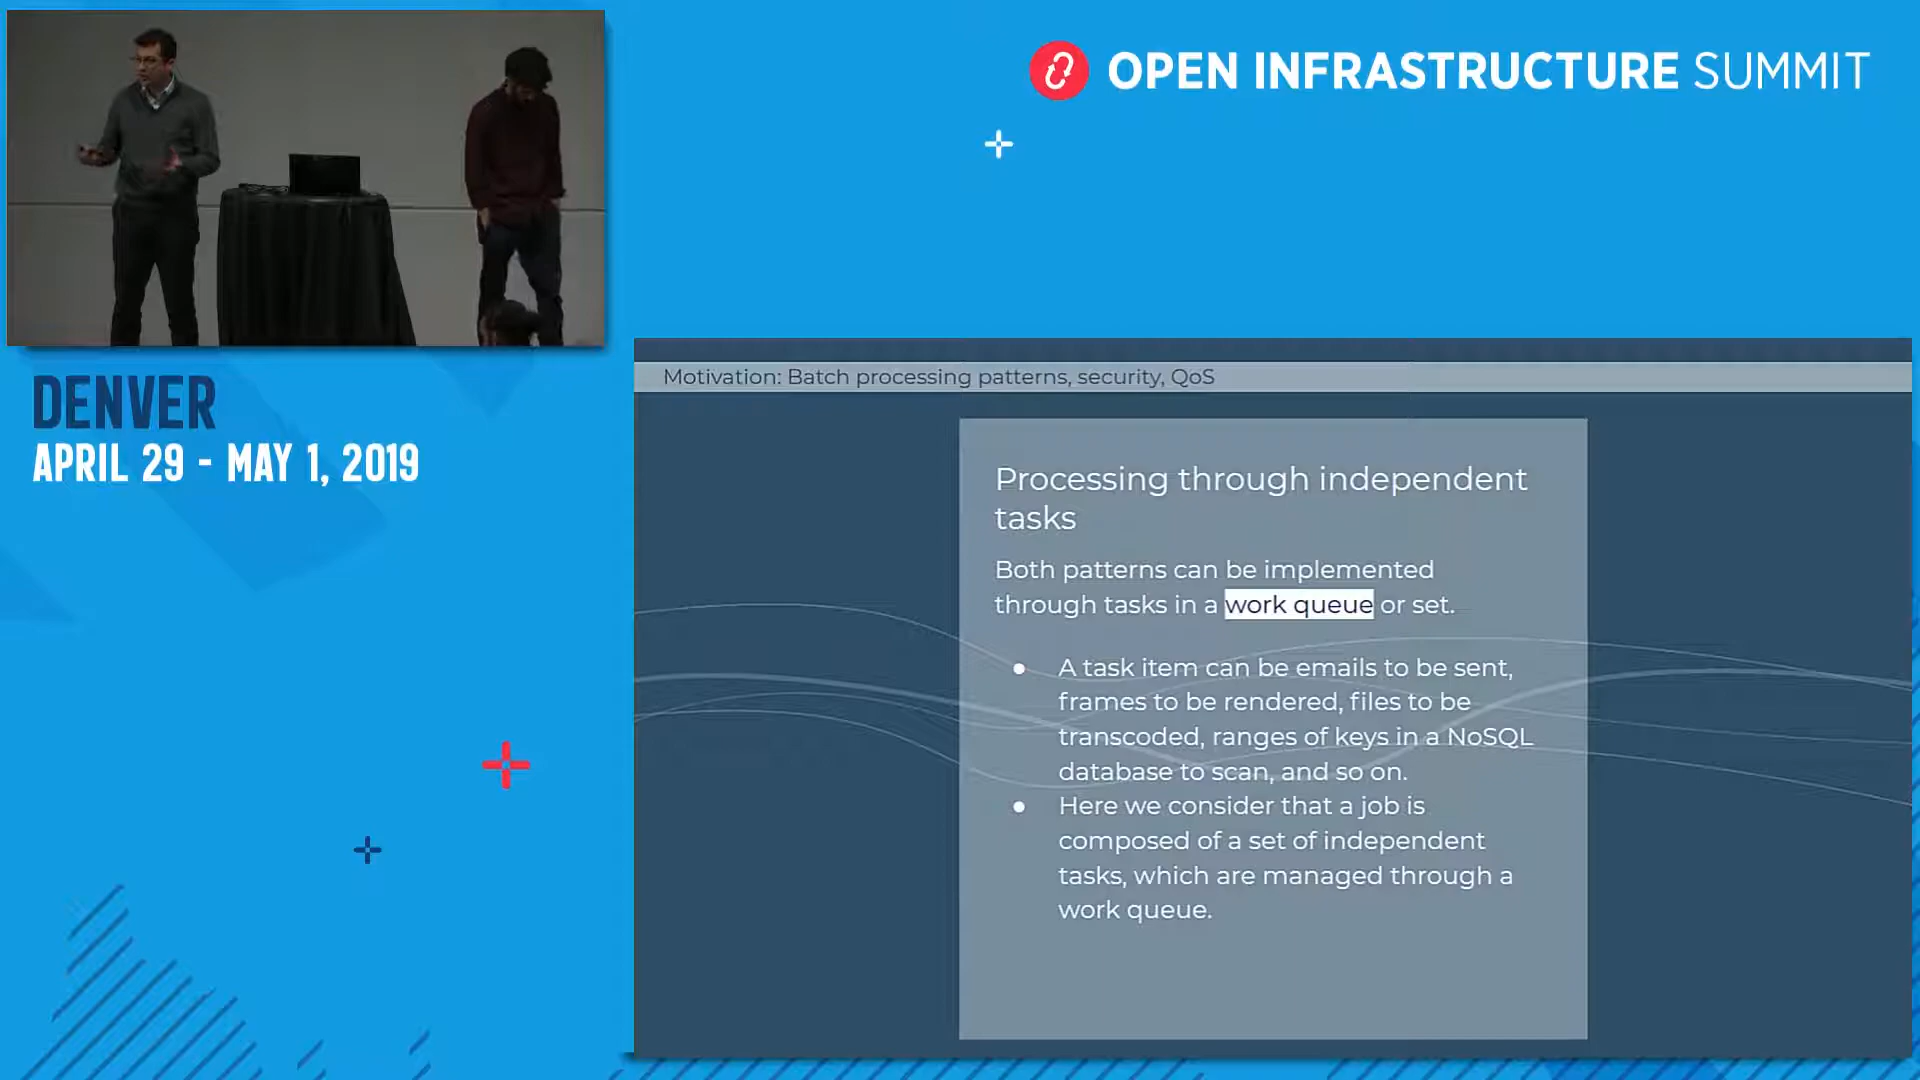 OPEN INFRASTRUCTURE SUMMIT
DENVER
APRIL 29 - MAY 1, 2019
Motivation: Batch processing patterns, security, QoS
Processing through independent
tasks
Both patterns can be implemented
through tasks in a work queue or set.
● A task item can be emails to be sent,
frames to be rendered, files to be
transcoded, ranges of keys in a NoSQL
database to scan, and so on.
● Here we consider that a job is
composed of a set of independent
tasks, which are managed through a
work queue.